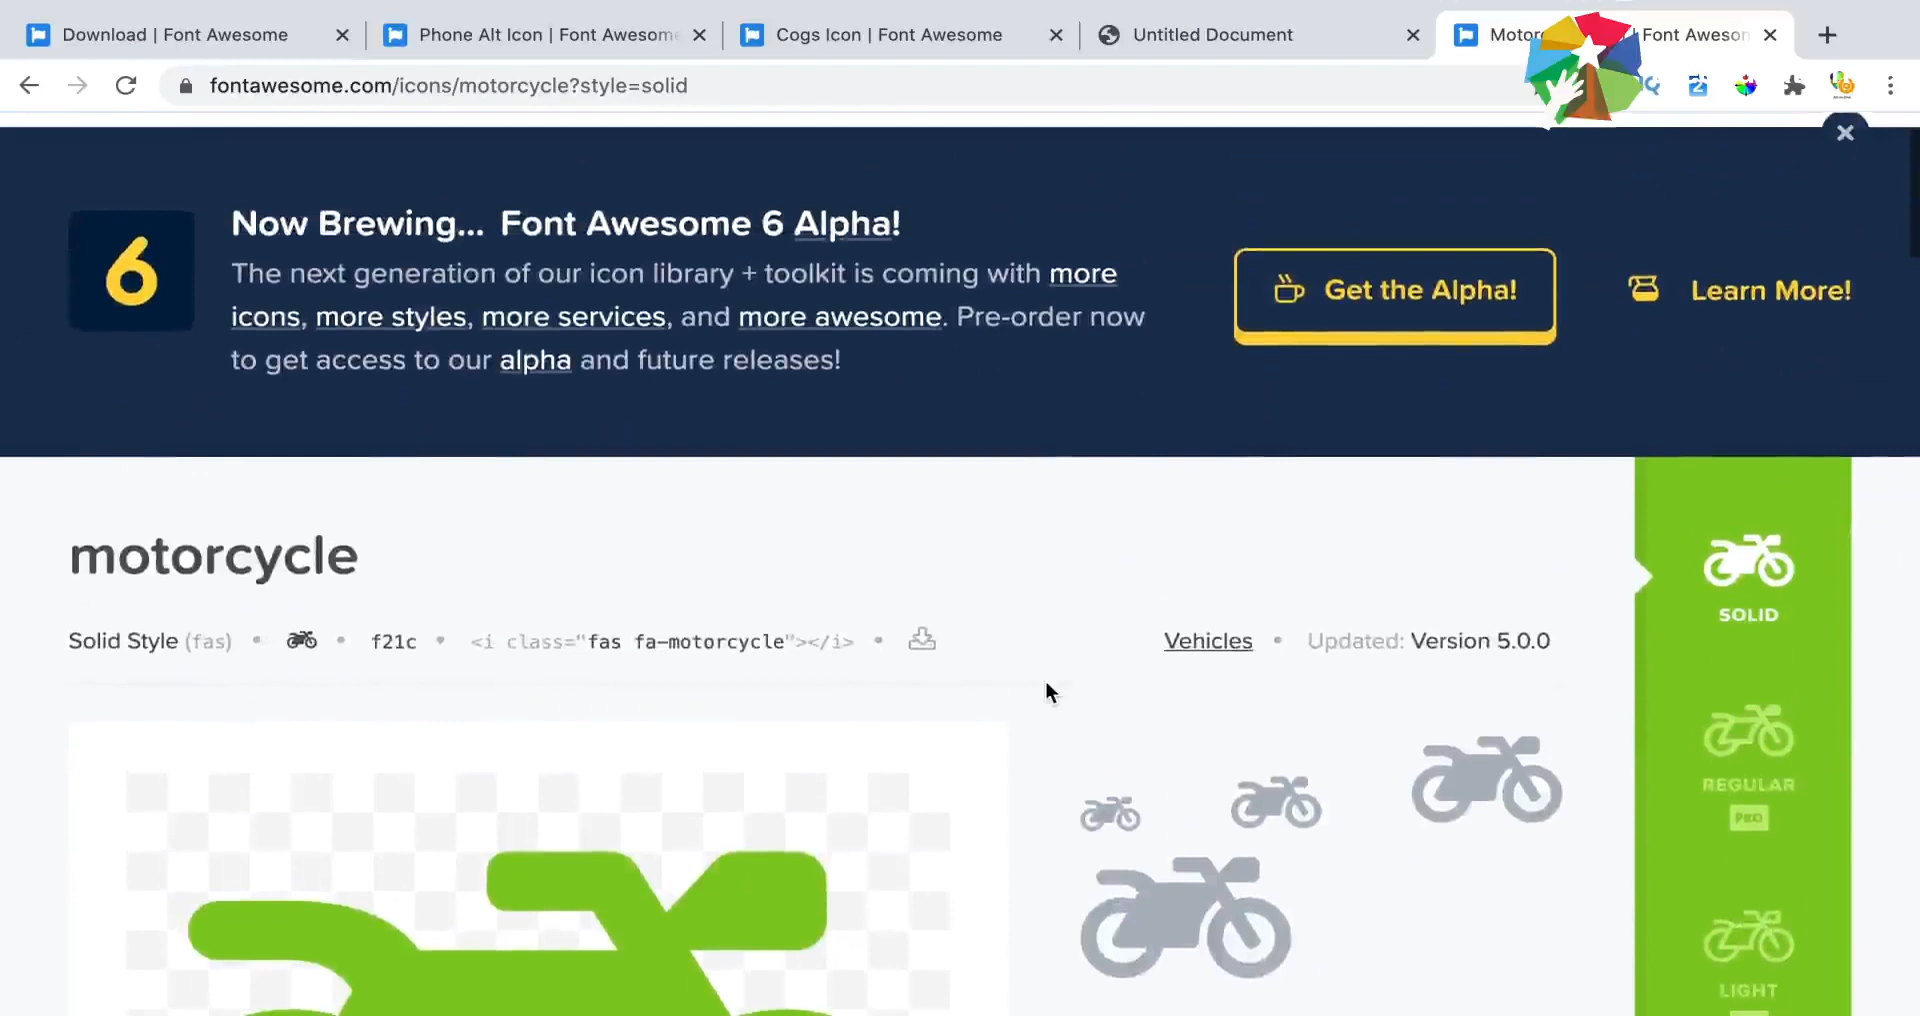 Download | Font Awesome
Phone Alt Icon | Font Awesome
Cogs Icon | Font Awesome
Untitled Document
Font Aweson
fontawesome.com/icons/motorcycle?style=solid
6
Now Brewing... Font Awesome 6 Alpha!
The next generation of our icon library + toolkit is coming with more
icons, more styles, more services, and more awesome. Pre-order now
to get access to our alpha and future releases!
Get the Alpha!
Learn More!
motorcycle
Solid Style (fas) • • f21c • <i class="fas fa-motorcycle"></i> •
Vehicles • Updated: Version 5.0.0
SOLID
REGULAR
PRO
LIGHT